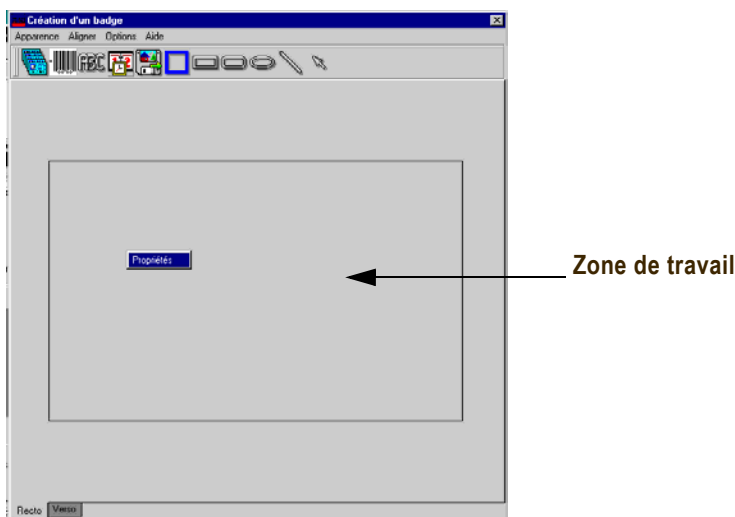 Création d'un badge
Apparence Aligner Options Aide
ABC
Propriétés
Zone de travail
Recto Verso